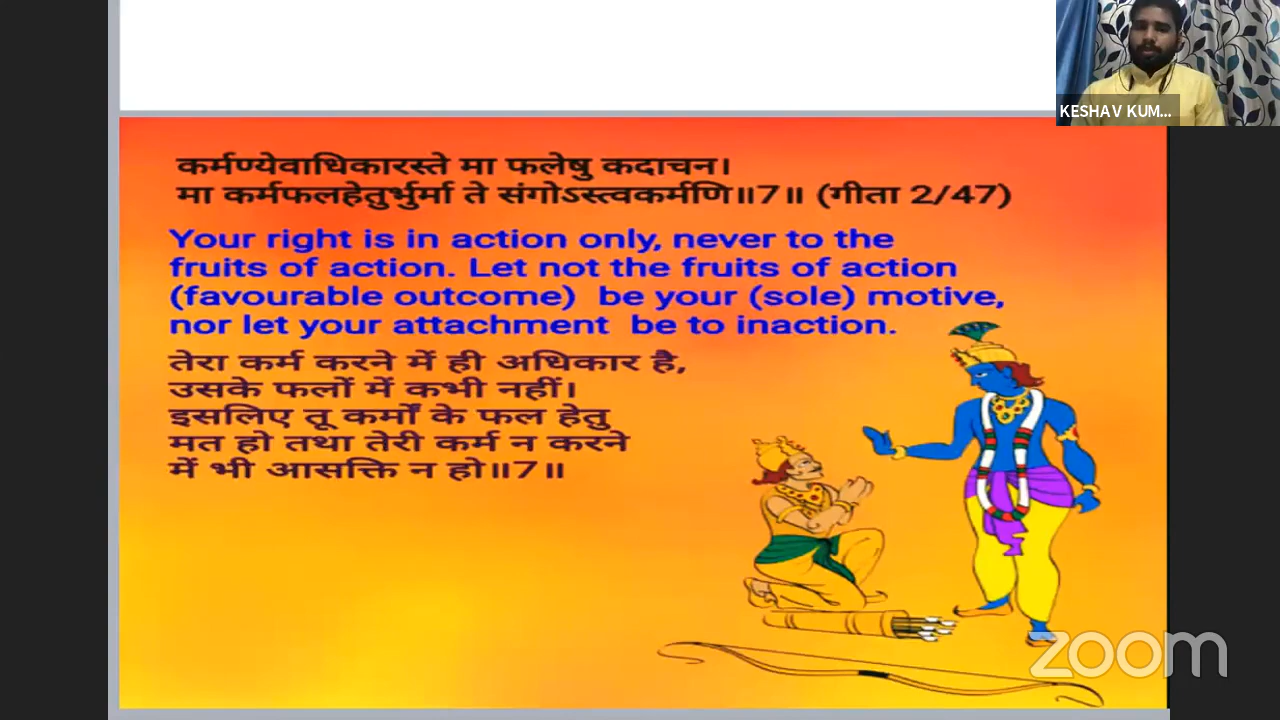 KESHAV KUM...
कर्मण्येवाधिकारस्ते मा फलेषु कदाचन।
मा कर्मफलहेतुर्भुर्मा ते संगोऽस्त्वकर्मणि॥7॥ (गीता 2/47)
Your right is in action only, never to the
fruits of action. Let not the fruits of action
(favourable outcome) be your (sole) motive,
nor let your attachment be to inaction.
तेरा कर्म करने में ही अधिकार है,
उसके फलों में कभी नहीं।
इसलिए तू कर्मों के फल हेतु
मत हो तथा तेरी कर्म न करने
में भी आसक्ति न हो॥7॥
zoom